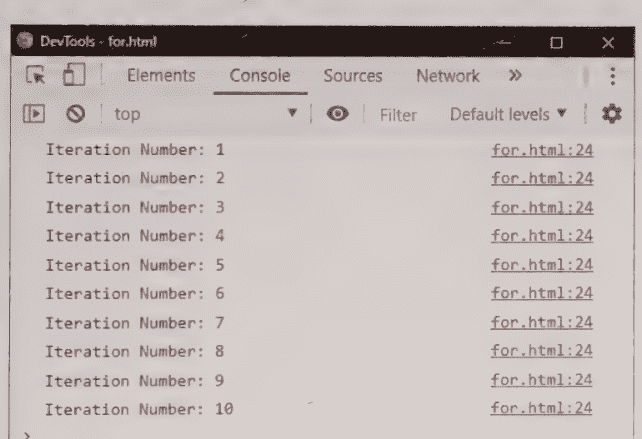 DevTools - for.html
Elements Console Sources Network »
top Filter Default levels
Iteration Number: 1 for.html:24
Iteration Number: 2 for.html:24
Iteration Number: 3 for.html:24
Iteration Number: 4 for.html:24
Iteration Number: 5 for.html:24
Iteration Number: 6 for.html:24
Iteration Number: 7 for.html:24
Iteration Number: 8 for.html:24
Iteration Number: 9 for.html:24
Iteration Number: 10 for.html:24
>